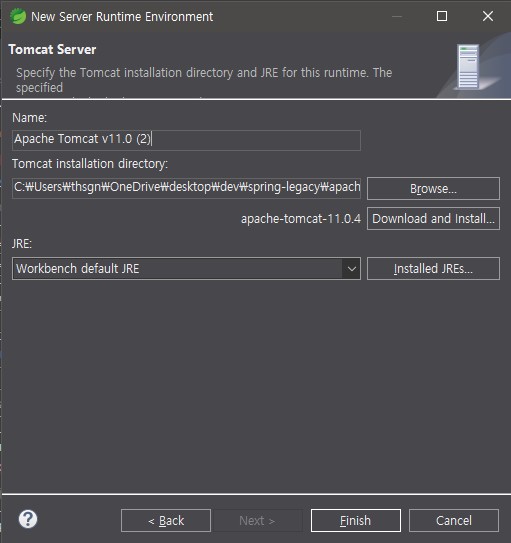 New Server Runtime Environment
Tomcat Server
Specify the Tomcat installation directory and JRE for this runtime. The
specified
Name:
Apache Tomcat v11.0 (2)
Tomcat installation directory:
C:₩Users₩thsgn₩OneDrive₩desktop₩dev₩spring-legacy₩apach
Browse...
apache-tomcat-11.0.4
Download and Install...
JRE:
Workbench default JRE
Installed JREs...
?
< Back
Next >
Finish
Cancel